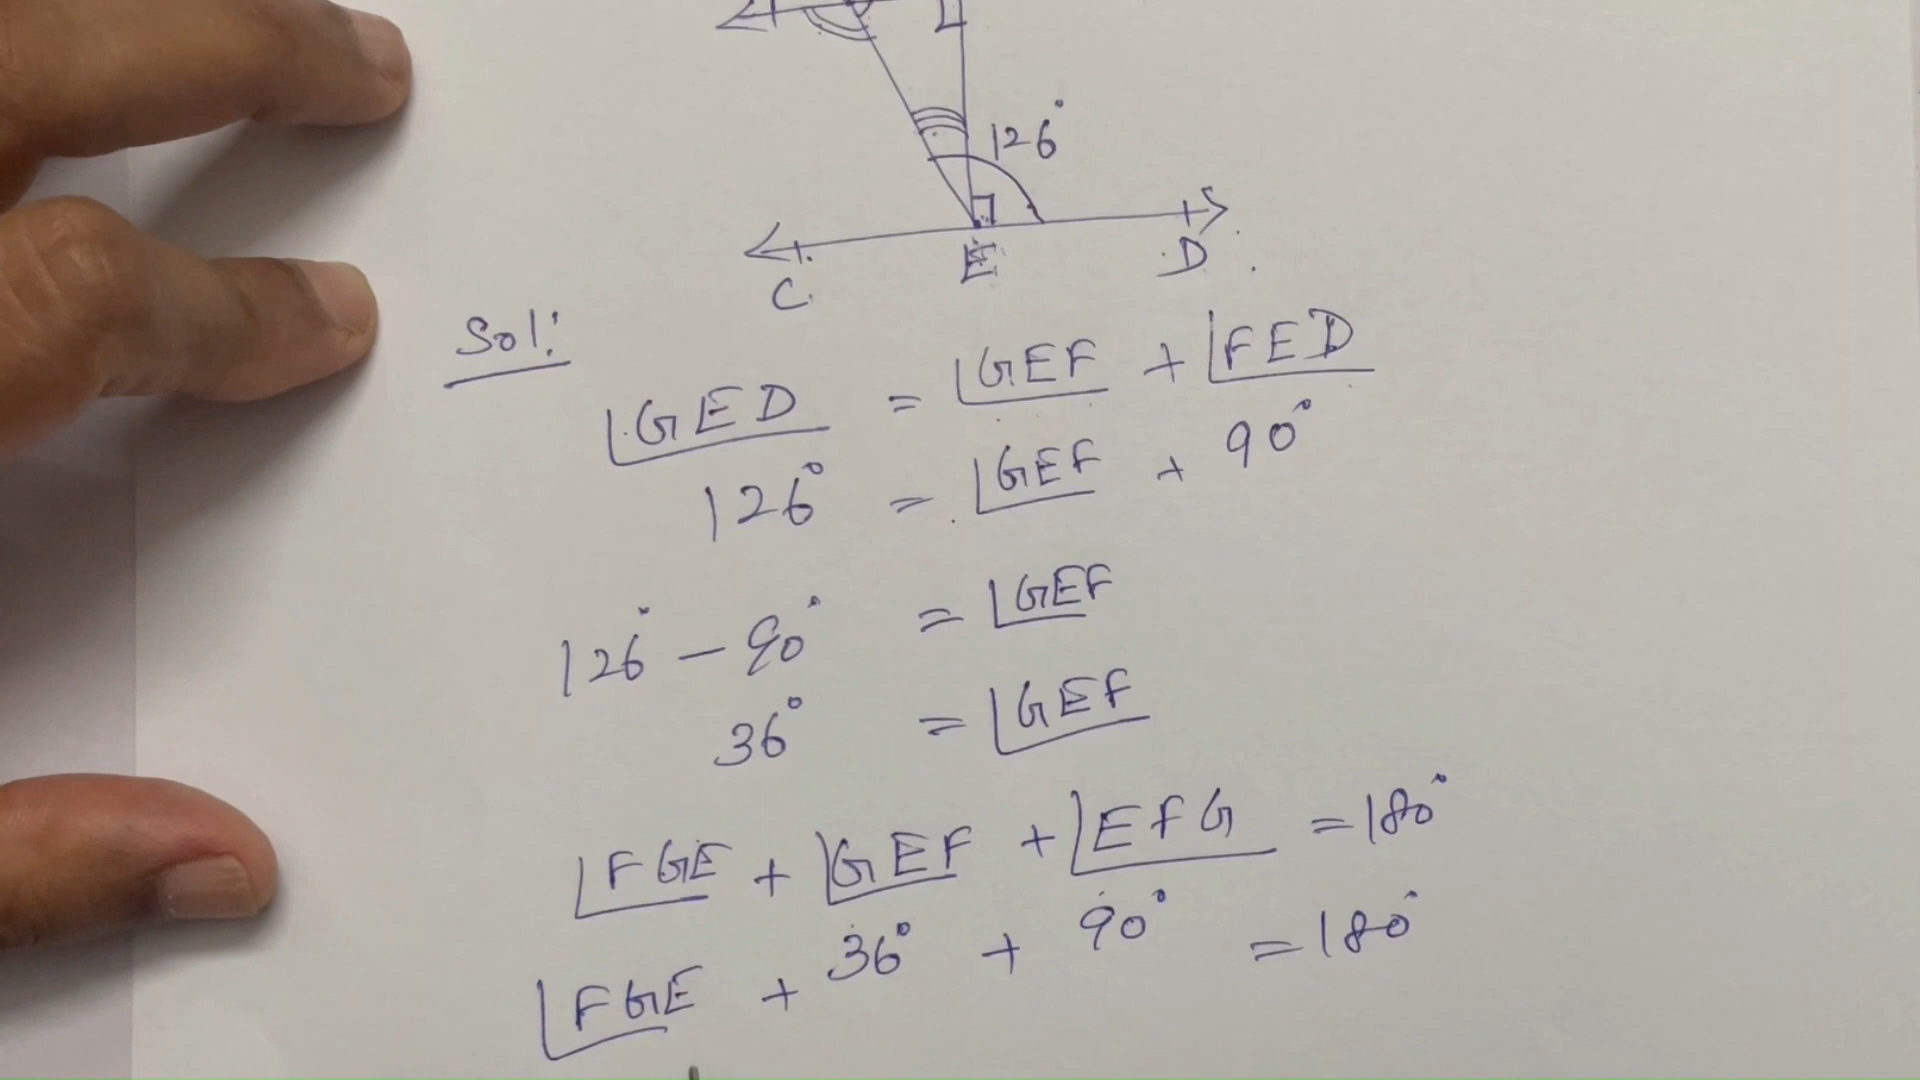 126°
E
D
C
Sol:
∠GED = ∠GEF + ∠FED
126° = ∠GEF + 90°
126° - 90° = ∠GEF
36° = ∠GEF
∠FGE + ∠GEF + ∠EFG = 180°
∠FGE + 36° + 90° = 180°